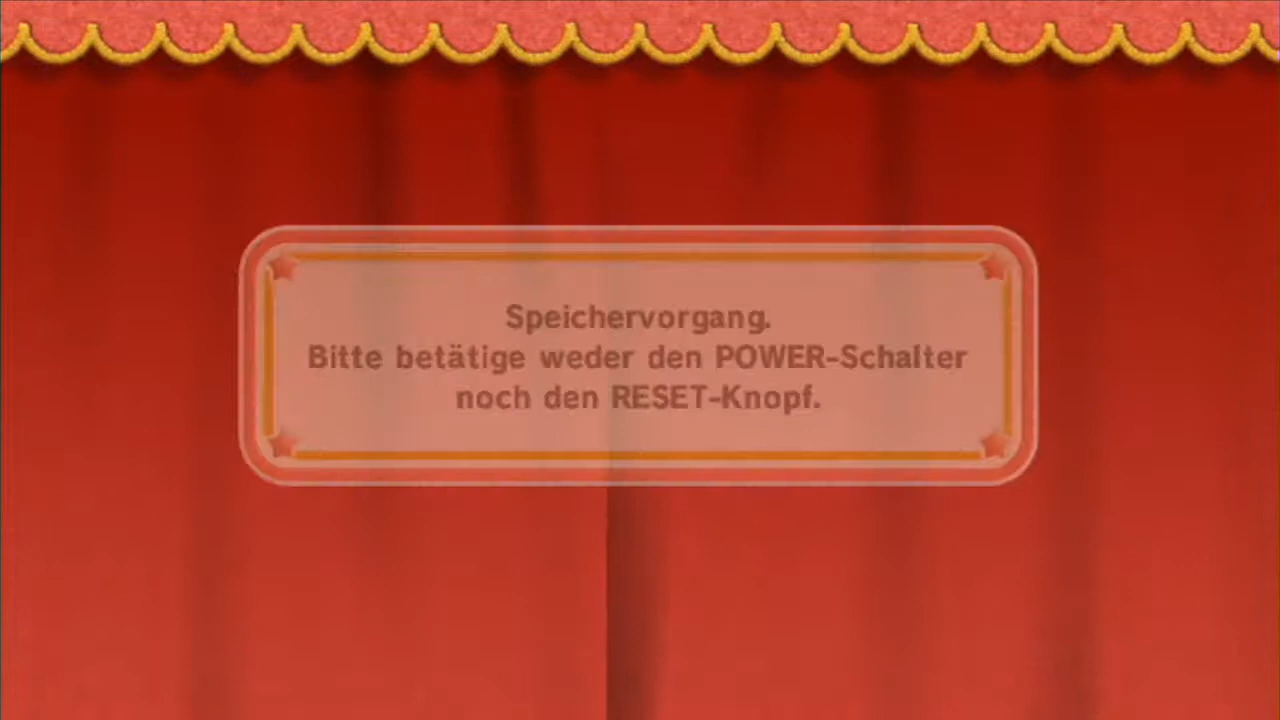 Speichervorgang.
Bitte betätige weder den POWER-Schalter
noch den RESET-Knopf.